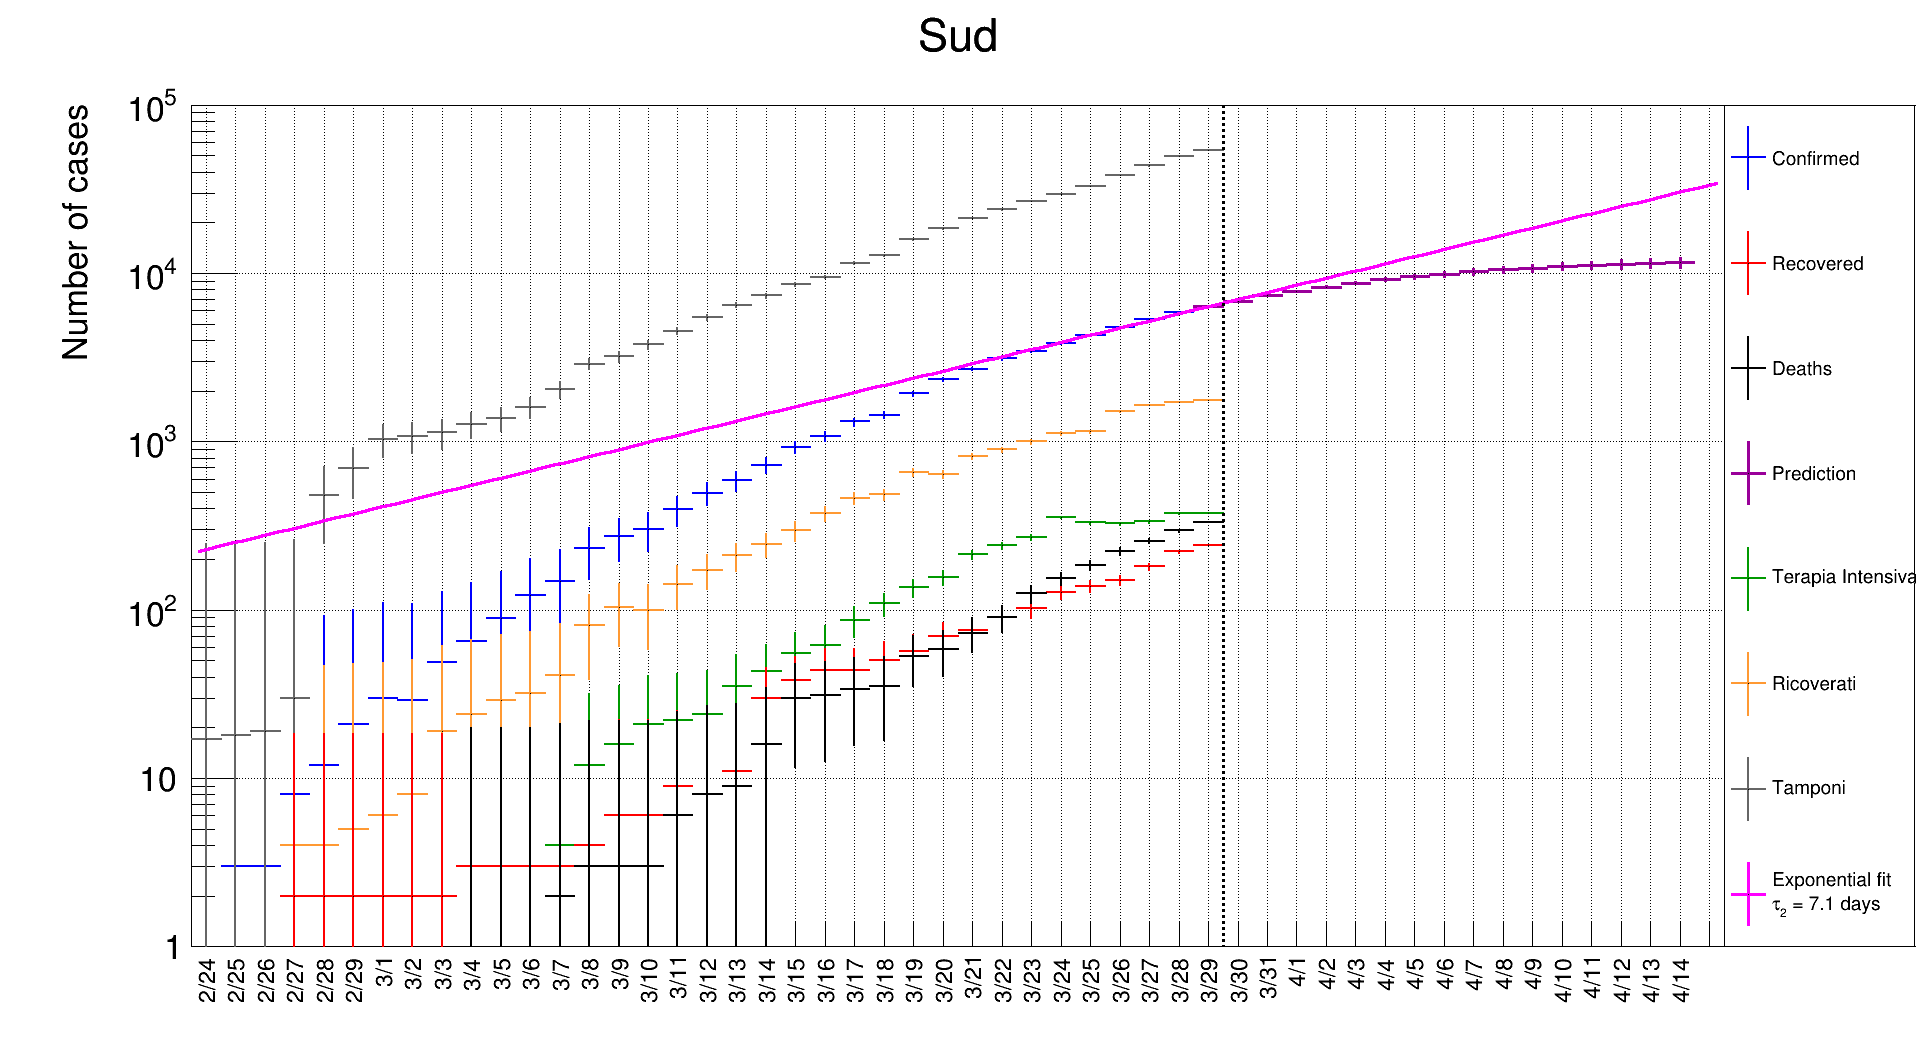 Sud
Number of cases
10^5
10^4
10^3
10^2
10
1
2/24 2/25 2/26 2/27 2/28 2/29 3/1 3/2 3/3 3/4 3/5 3/6 3/7 3/8 3/9 3/10 3/11 3/12 3/13 3/14 3/15 3/16 3/17 3/18 3/19 3/20 3/21 3/22 3/23 3/24 3/25 3/26 3/27 3/28 3/29 3/30 3/31 4/1 4/2 4/3 4/4 4/5 4/6 4/7 4/8 4/9 4/10 4/11 4/12 4/13 4/14
Confirmed
Recovered
Deaths
Prediction
Terapia Intensiva
Ricoverati
Tamponi
Exponential fit
τ₂ = 7.1 days